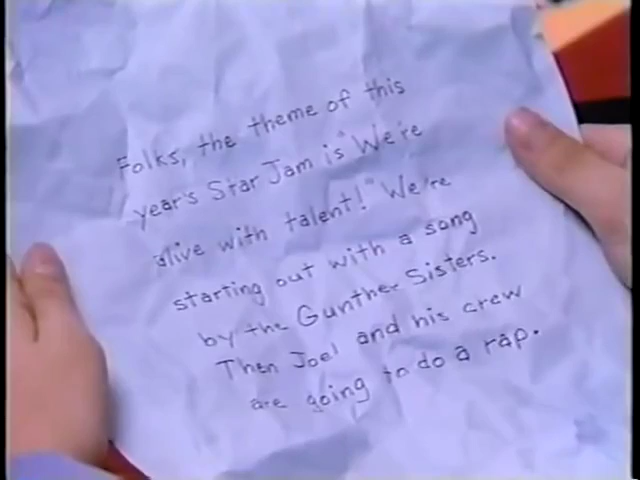 Folks, the theme of this
year's Star Jam is "We're
alive with talent!" We're
starting out with a song
by the Gunther Sisters.
Then Joel and his crew
are going to do a rap.